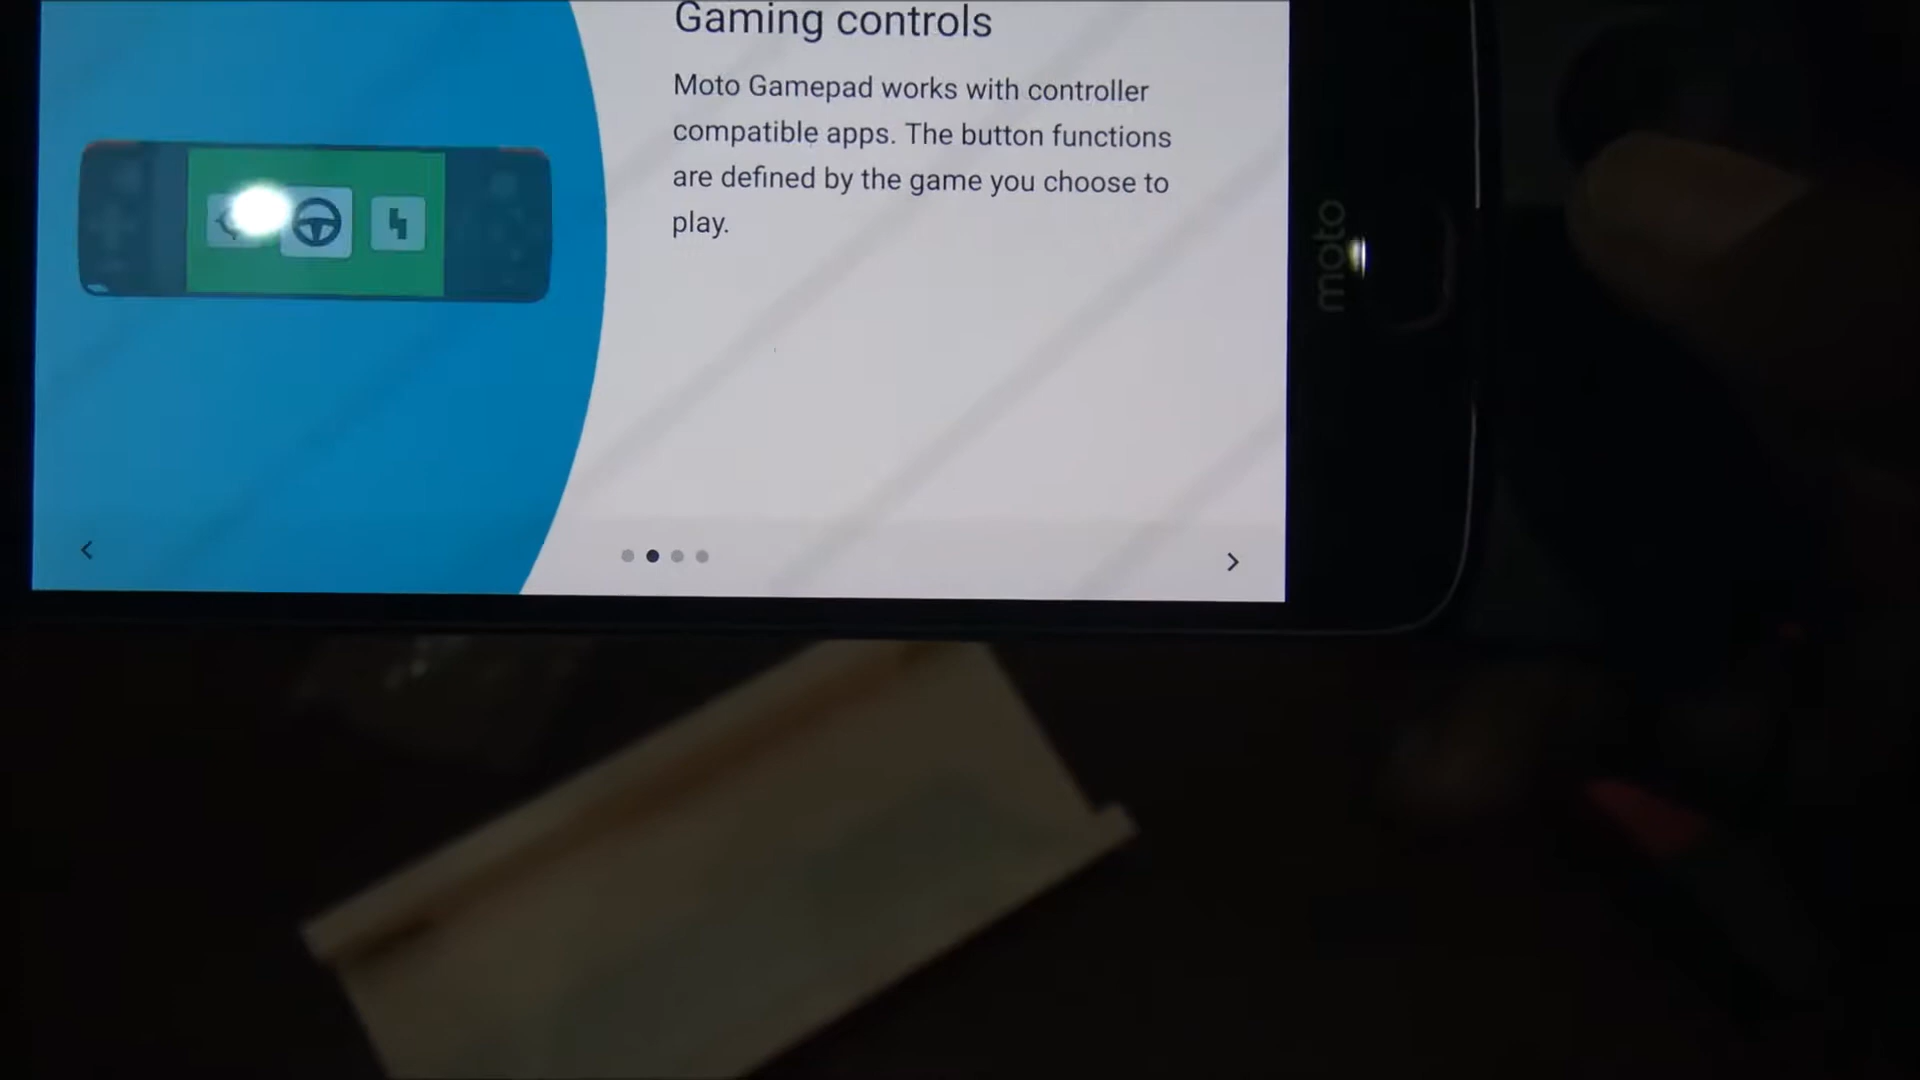 Gaming controls
Moto Gamepad works with controller
compatible apps. The button functions
are defined by the game you choose to
play.
moto